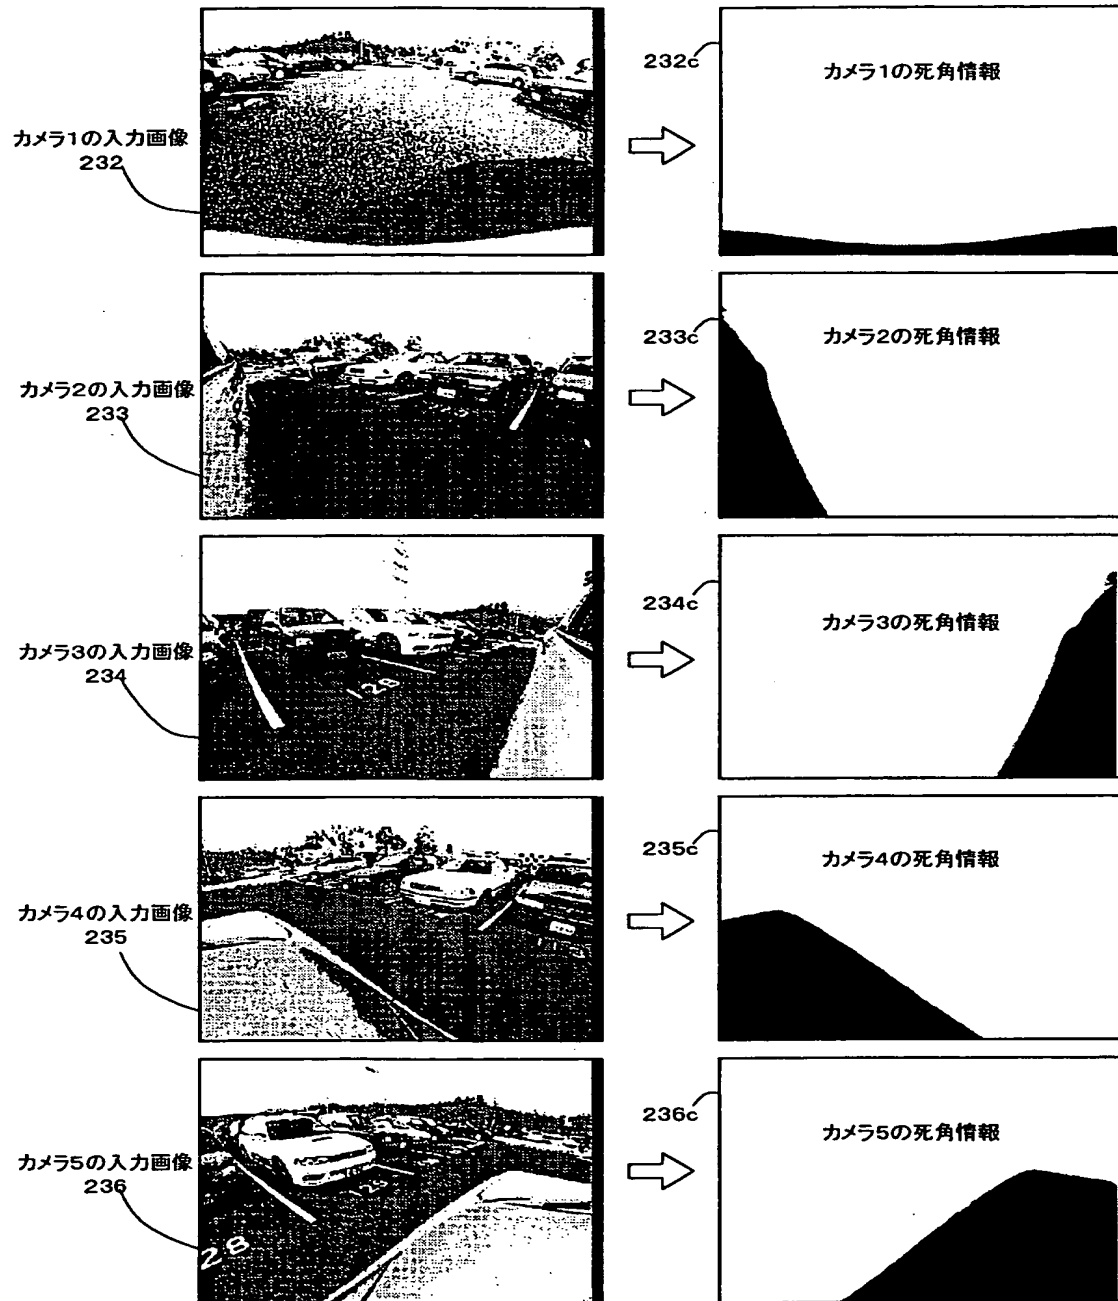 232c
カメラ1の死角情報
カメラ1の入力画像
232
233c
カメラ2の死角情報
カメラ2の入力画像
233
234c
カメラ3の死角情報
カメラ3の入力画像
234
128
235c
カメラ4の死角情報
カメラ4の入力画像
235
236c
カメラ5の死角情報
カメラ5の入力画像
236
28